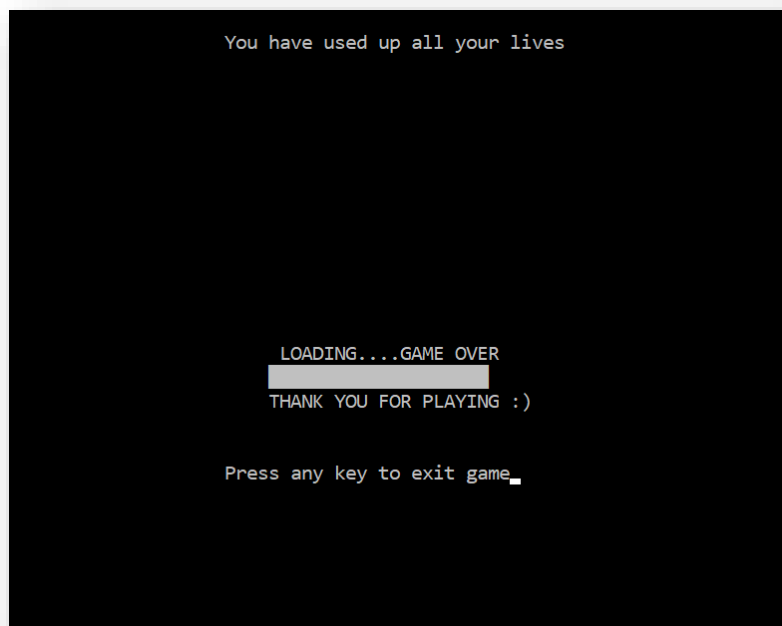 You have used up all your lives
LOADING....GAME OVER
THANK YOU FOR PLAYING :)
Press any key to exit game